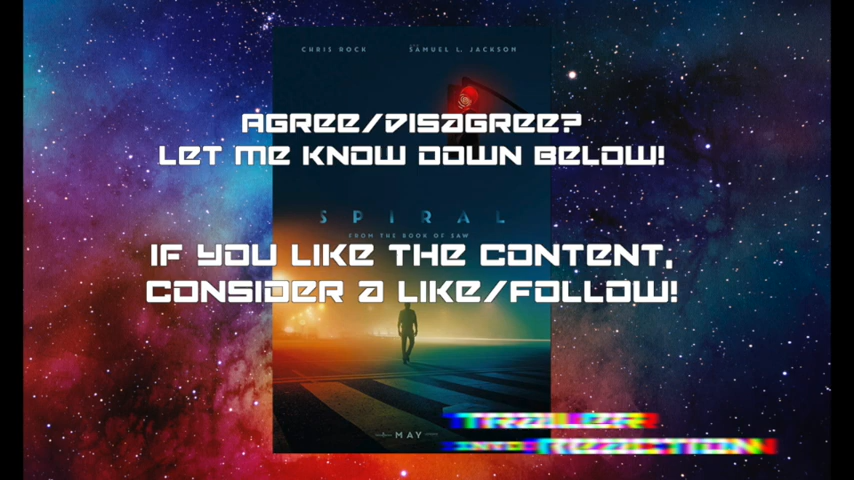 CHRIS ROCK SAMUEL L. JACKSON
AGREE/DISAGREE?
LET ME KNOW DOWN BELOW!
SPIRAL
FROM THE BOOK OF SAW
IF YOU LIKE THE CONTENT,
CONSIDER A LIKE/FOLLOW!
MAY
TRAILER
REACTION